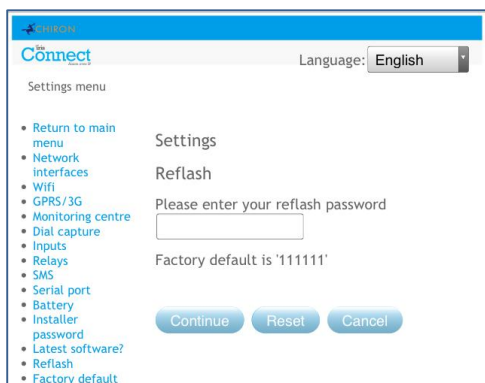 CHIRON
Iris
Connect
Language: English
Settings menu
Return to main
menu
Network
interfaces
Wifi
GPRS/3G
Monitoring centre
Dial capture
Inputs
Relays
SMS
Serial port
Battery
Installer
password
Latest software?
Reflash
Factory default
Settings
Reflash
Please enter your reflash password
Factory default is '111111'
Continue
Reset
Cancel